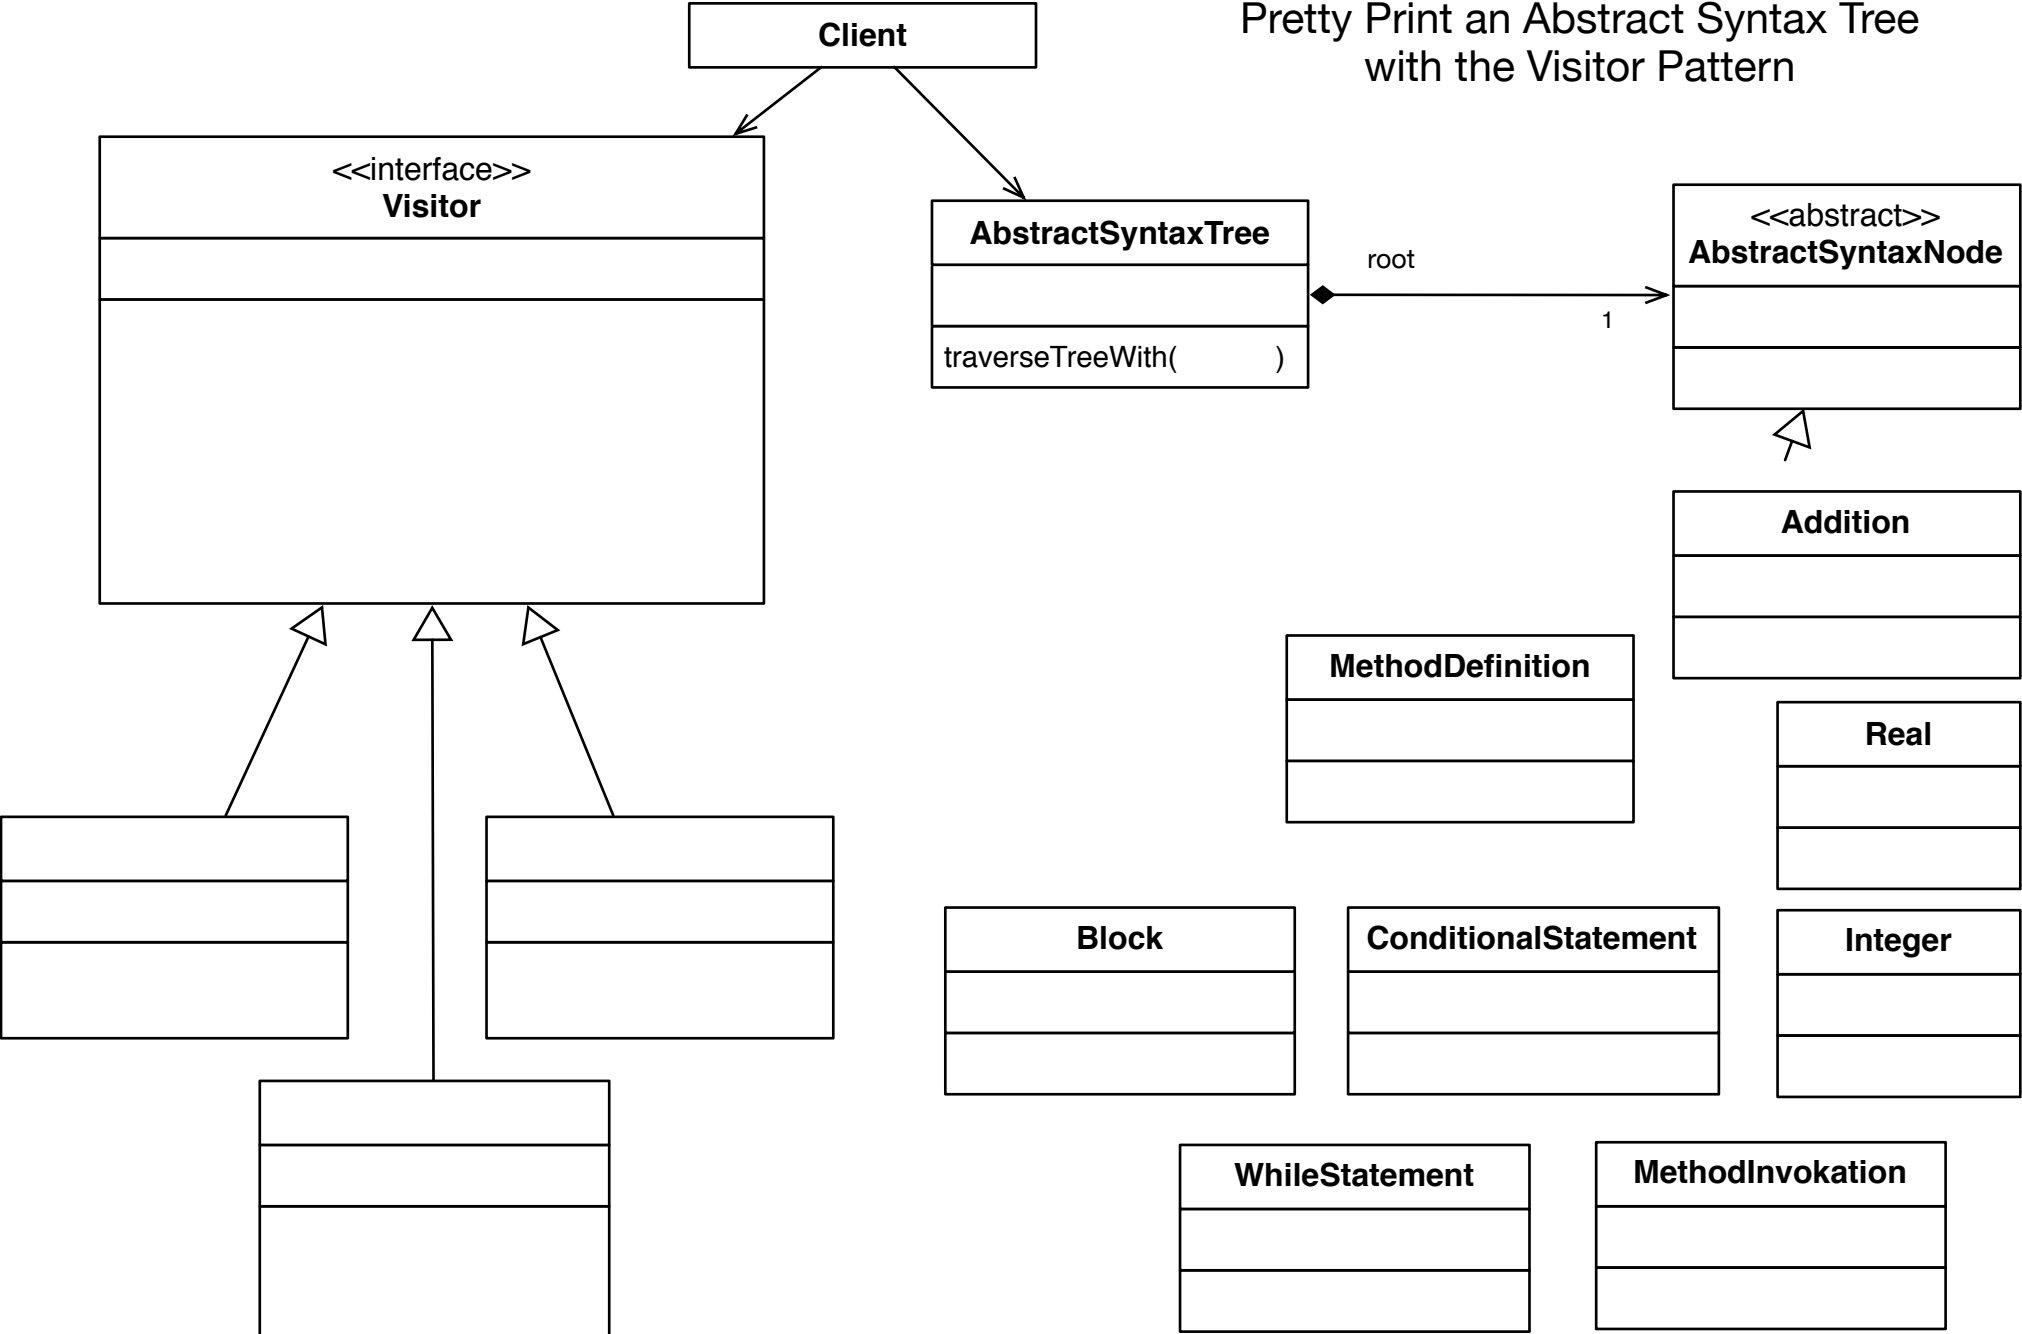 Pretty Print an Abstract Syntax Tree
with the Visitor Pattern
Client
<<interface>>
Visitor
AbstractSyntaxTree
traverseTreeWith( )
root
1
<<abstract>>
AbstractSyntaxNode
Addition
MethodDefinition
Real
Block
ConditionalStatement
Integer
WhileStatement
MethodInvokation